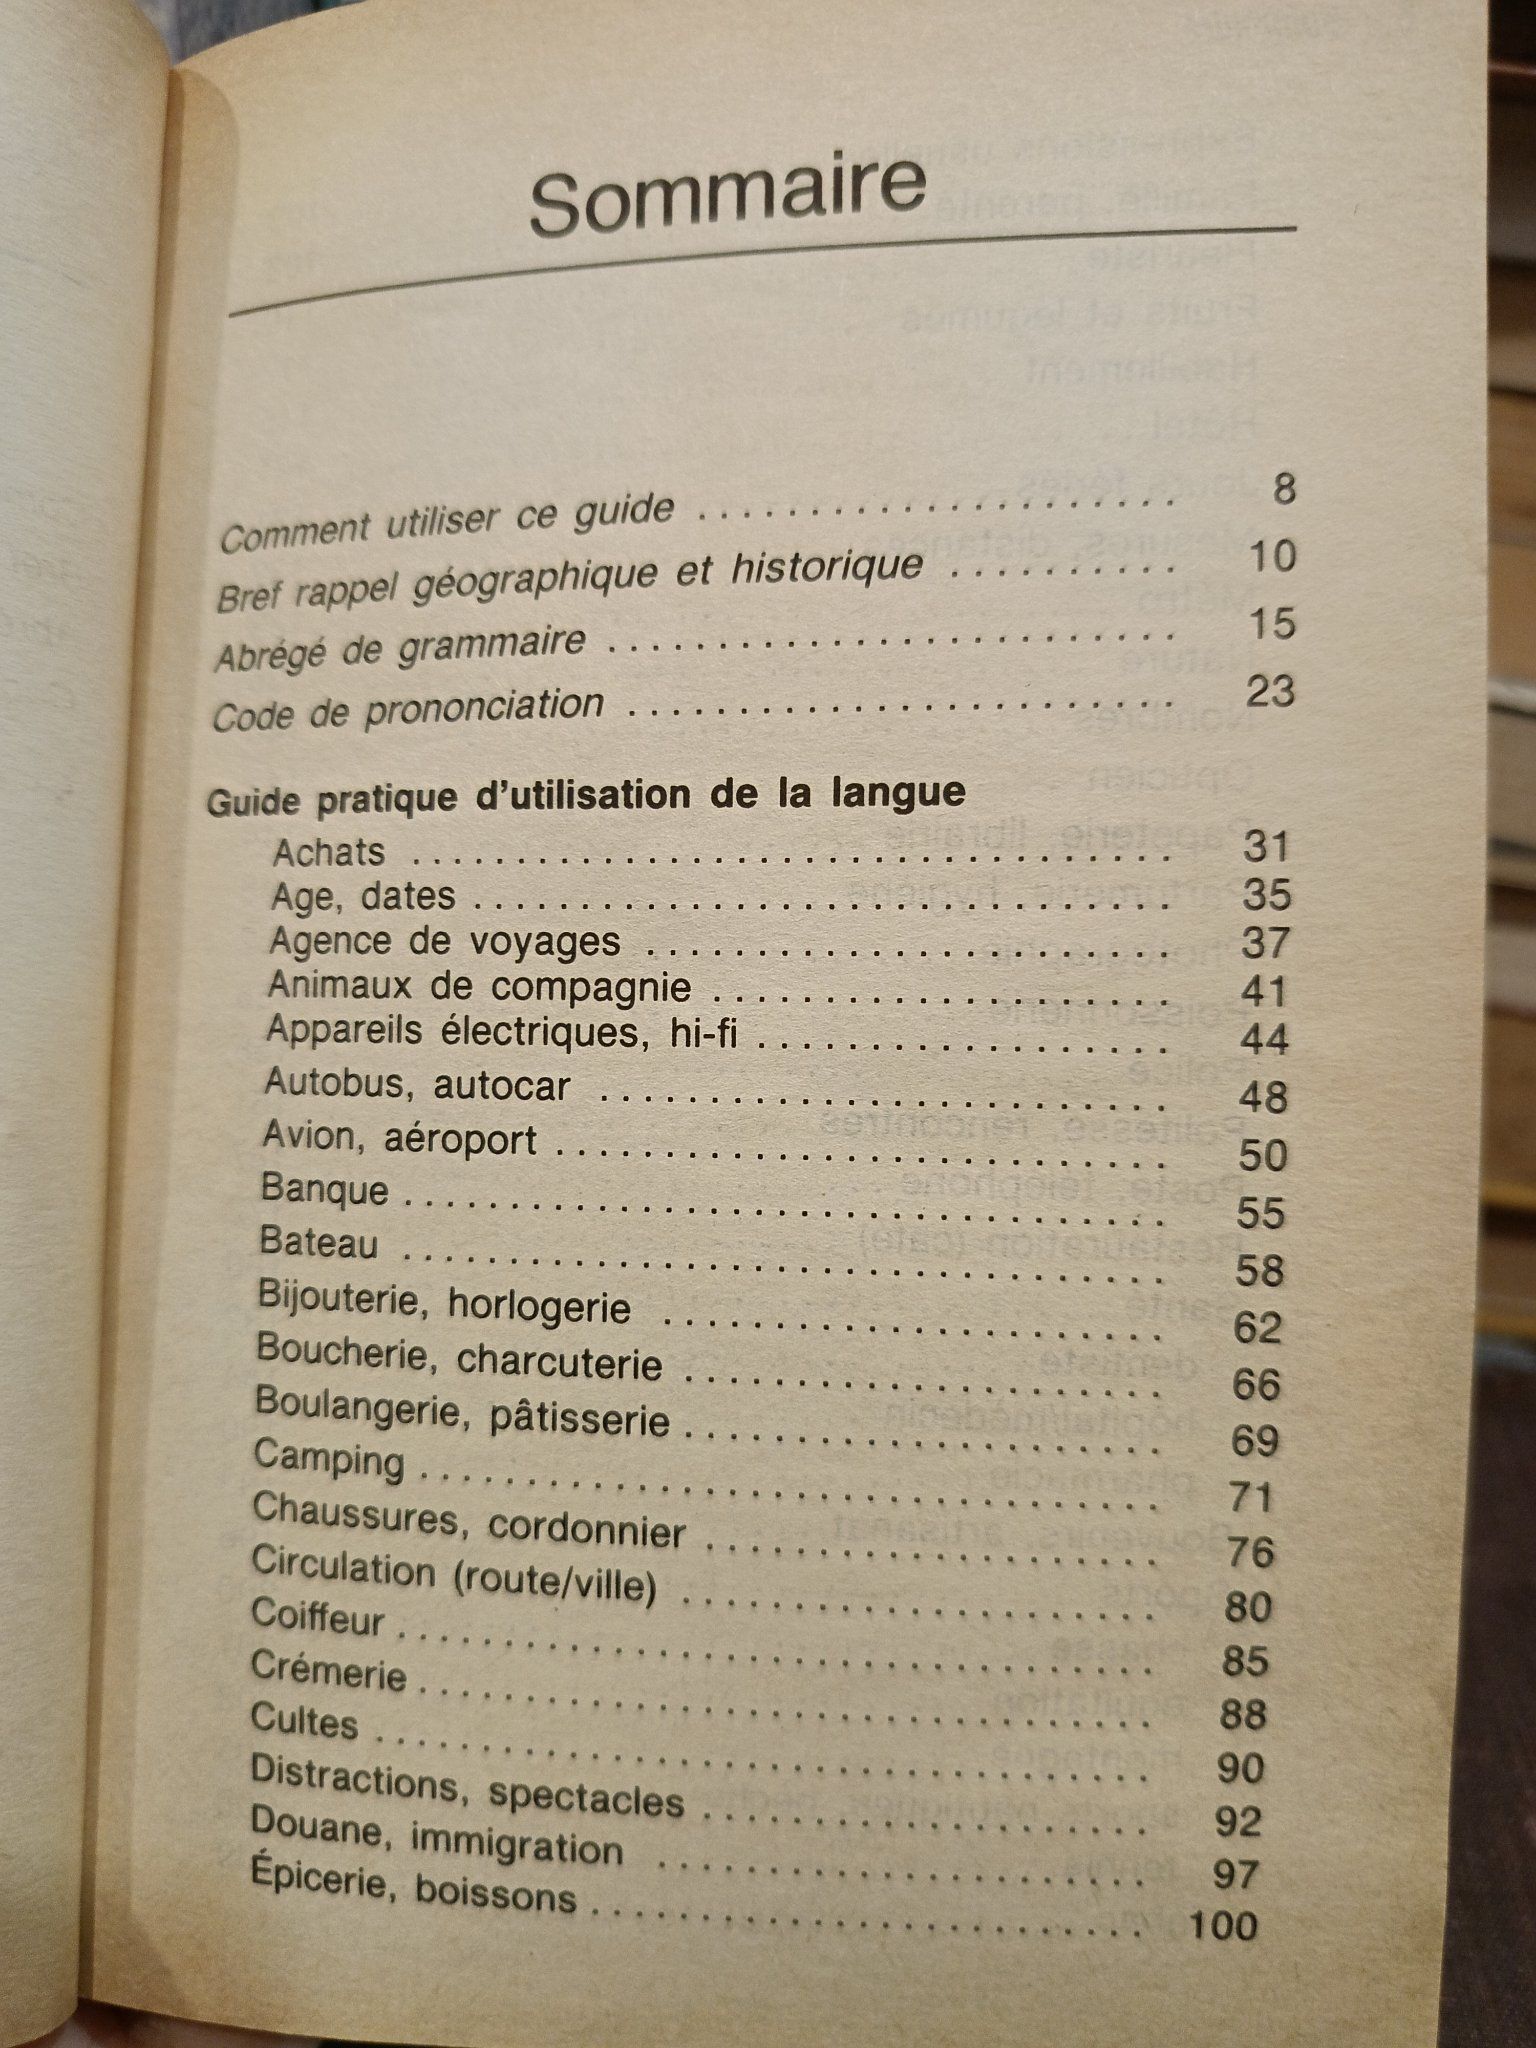 Sommaire
Comment utiliser ce guide ...................... 8
Bref rappel géographique et historique .......... 10
Abrégé de grammaire .......................... 15
Code de prononciation ......................... 23
Guide pratique d'utilisation de la langue
Achats .................................. 31
Age, dates ............................... 35
Agence de voyages ........................ 37
Animaux de compagnie ..................... 41
Appareils électriques, hi-fi ................... 44
Autobus, autocar .......................... 48
Avion, aéroport ............................ 50
Banque ................................... 55
Bateau ................................... 58
Bijouterie, horlogerie ....................... 62
Boucherie, charcuterie ...................... 66
Boulangerie, pâtisserie ...................... 69
Camping .................................. 71
Chaussures, cordonnier ..................... 76
Circulation (route/ville) ...................... 80
Coiffeur ................................... 85
Crémerie .................................. 88
Cultes .................................... 90
Distractions, spectacles ..................... 92
Douane, immigration ....................... 97
Épicerie, boissons .......................... 100